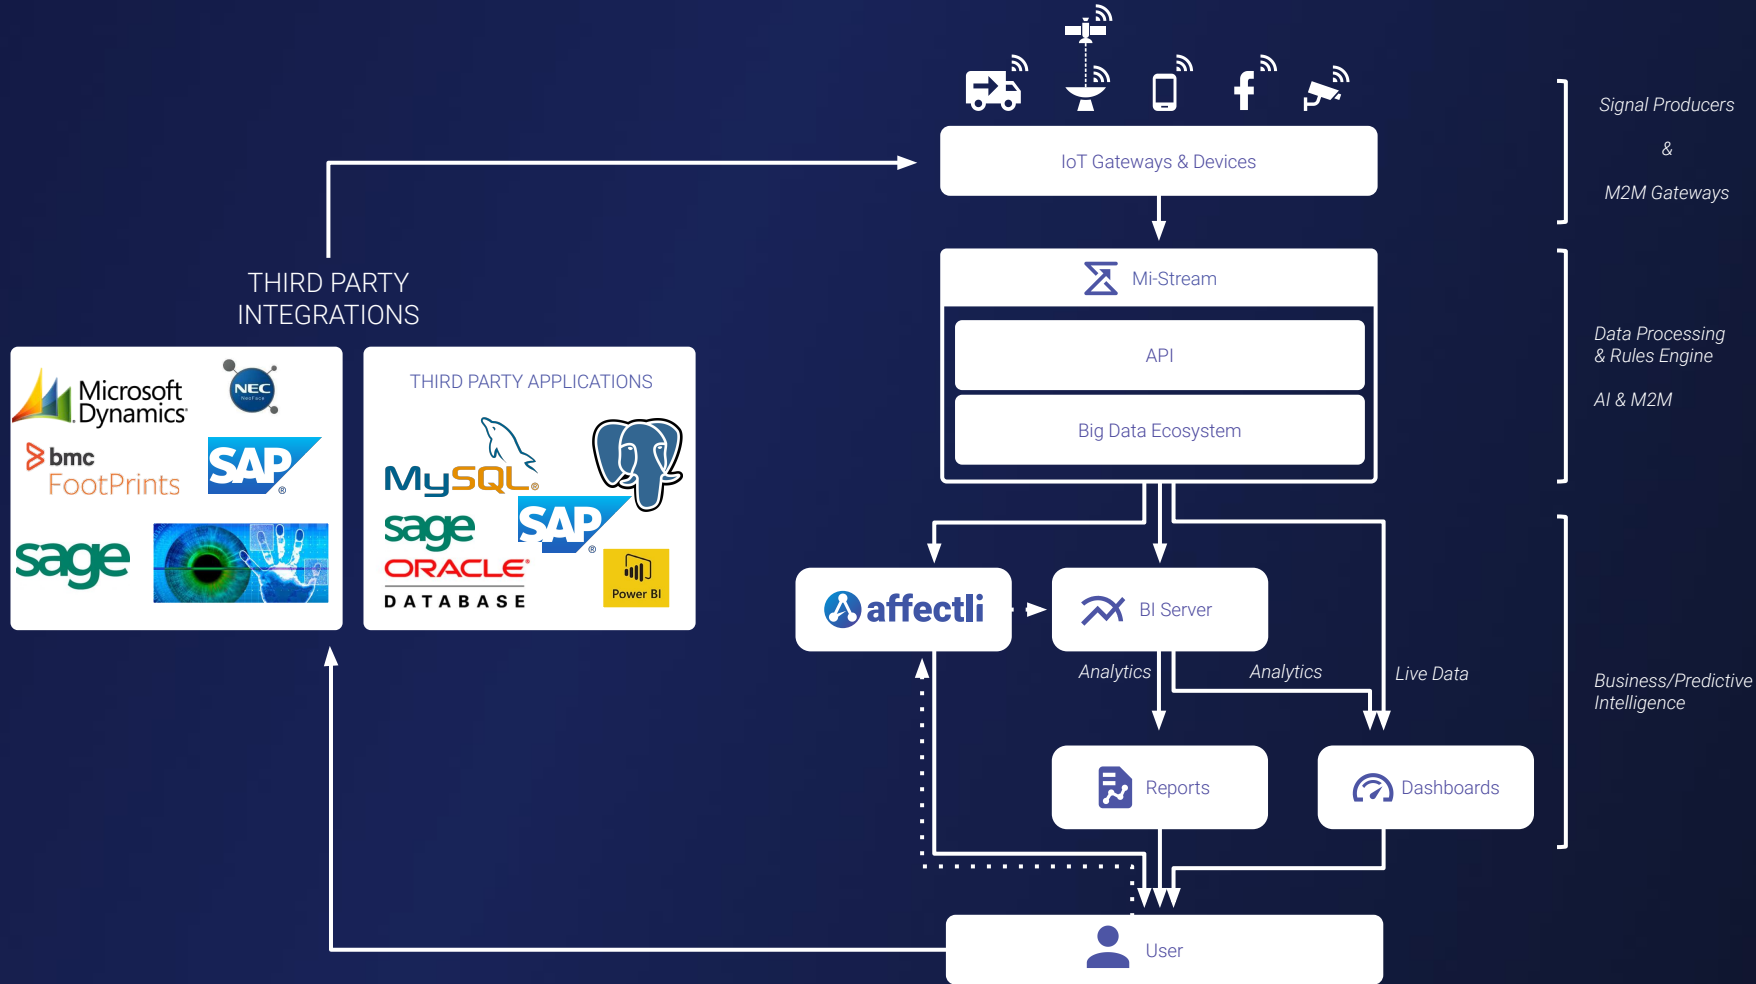 IoT Gateways & Devices
Signal Producers
&
M2M Gateways
THIRD PARTY
INTEGRATIONS
Mi-Stream
API
Big Data Ecosystem
Data Processing
& Rules Engine
AI & M2M
Microsoft
Dynamics
NEC
NeoFace
bmc
FootPrints
SAP
®
sage
THIRD PARTY APPLICATIONS
MySQL®
sage
SAP
®
ORACLE®
DATABASE
Power BI
affectli
BI Server
Analytics
Analytics
Live Data
Business/Predictive
Intelligence
Reports
Dashboards
User